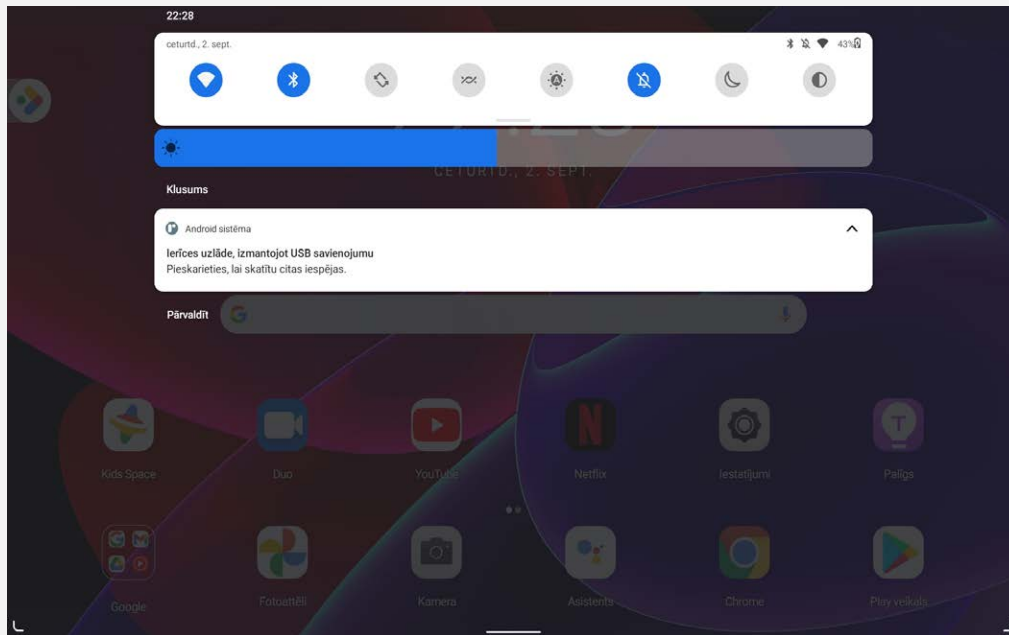 22:28
ceturtd., 2. sept.
43%
CETURTD., 2. SEPT.
Klusums
Android sistēma
Ierīces uzlāde, izmantojot USB savienojumu
Pieskarieties, lai skatītu citas iespējas.
Pārvaldīt
Kids Space
Duo
YouTube
Netflix
Iestatījumi
Palīgs
Google
Fotoattēli
Kamera
Asistents
Chrome
Play veikals